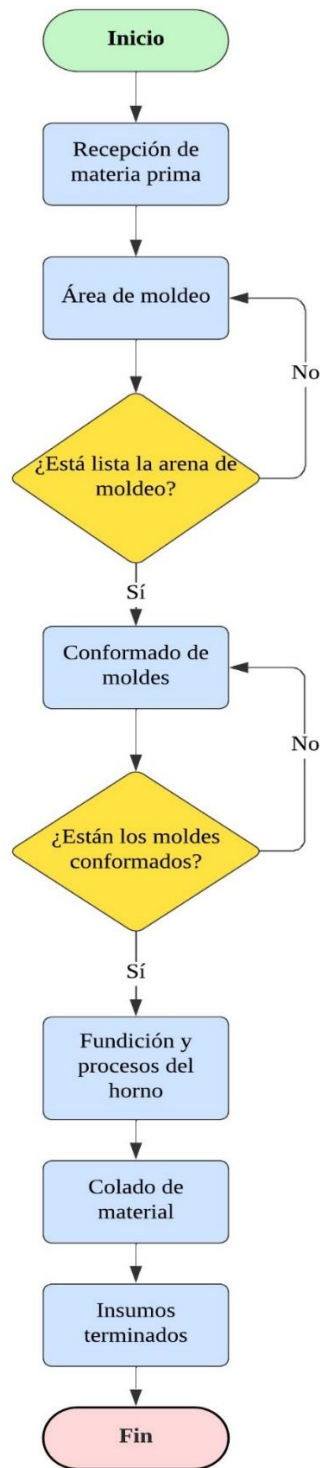 Inicio
Recepción de
materia prima
Área de moldeo
No
¿Está lista la arena de
moldeo?
Sí
Conformado de
moldes
No
¿Están los moldes
conformados?
Sí
Fundición y
procesos del
horno
Colado de
material
Insumos
terminados
Fin